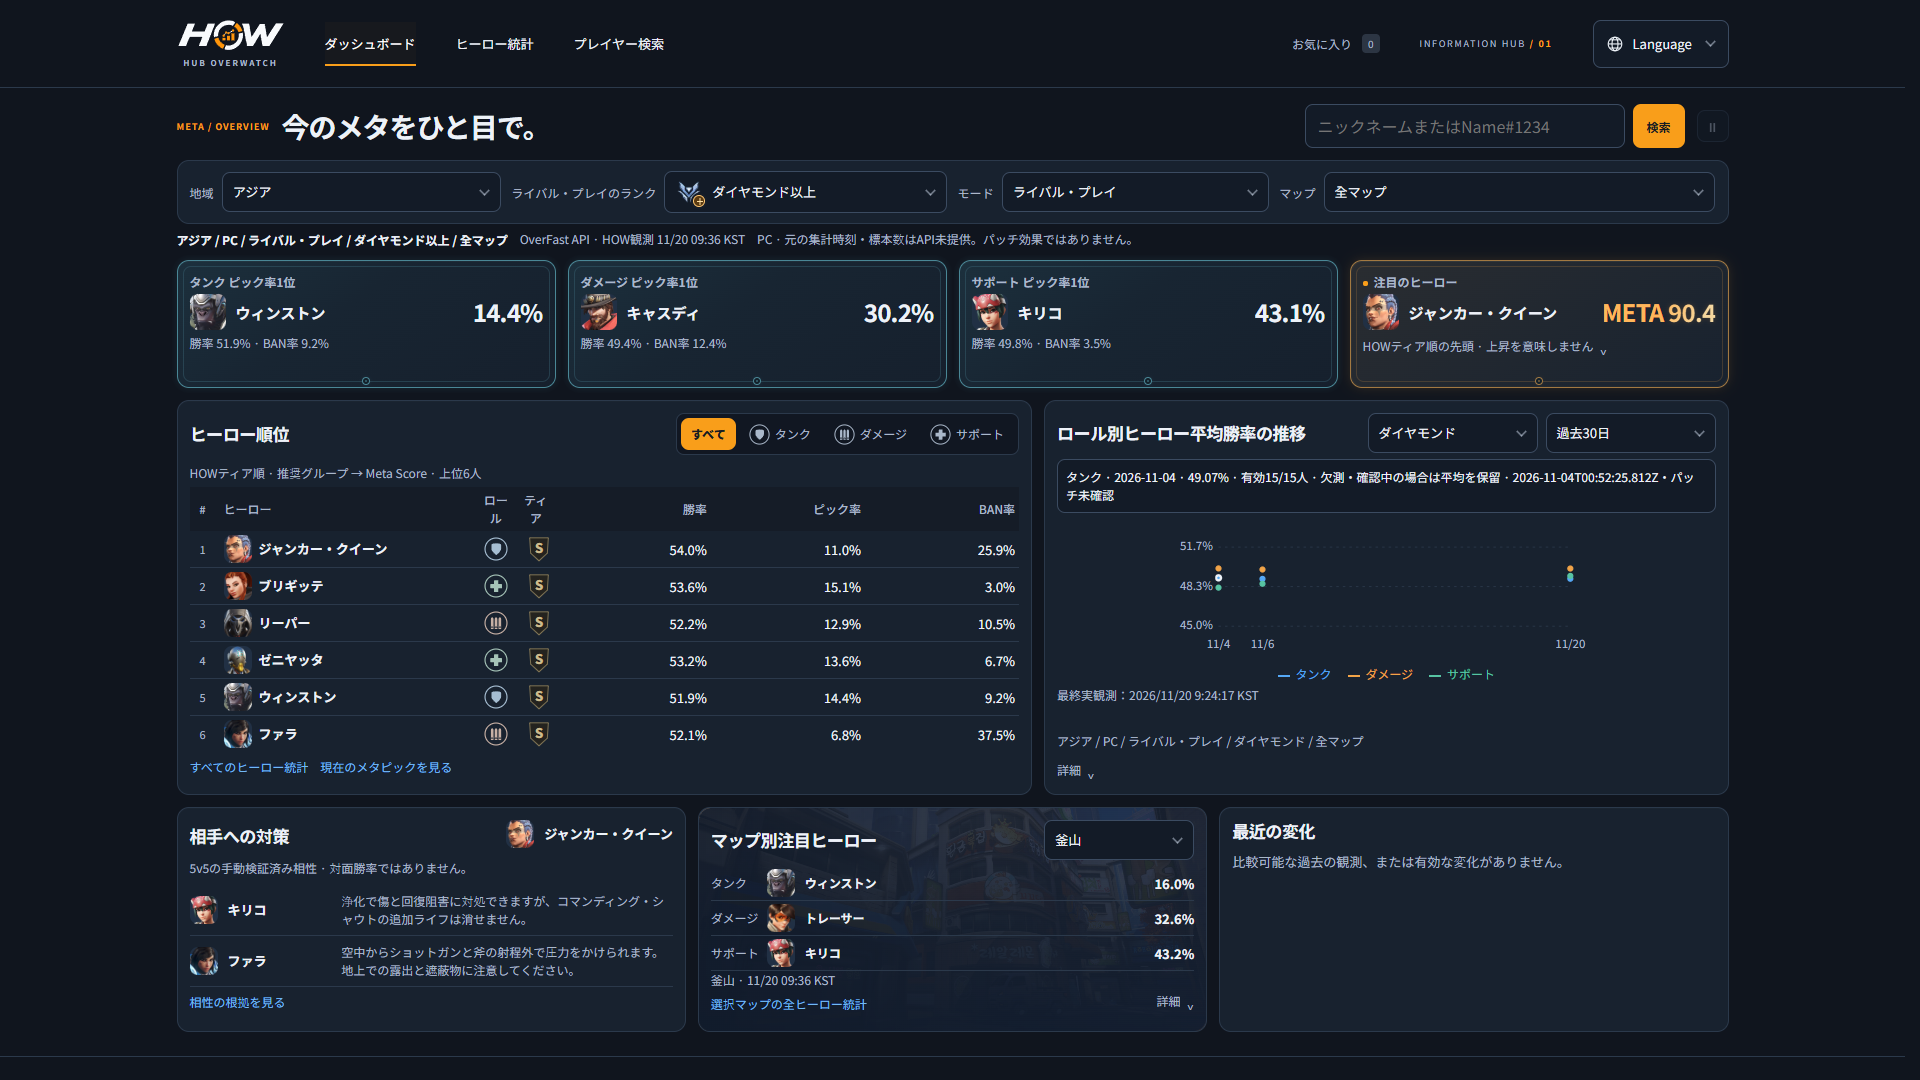 HOW
HUB OVERWATCH
ダッシュボード
ヒーロー統計
プレイヤー検索
お気に入り 0
INFORMATION HUB / 01
Language
META / OVERVIEW
今のメタをひと目で。
ニックネームまたはName#1234
検索
地域
アジア
ライバル・プレイのランク
ダイヤモンド以上
モード
ライバル・プレイ
マップ
全マップ
アジア / PC / ライバル・プレイ / ダイヤモンド以上 / 全マップ OverFast API · HOW観測 11/20 09:36 KST PC · 元の集計時刻・標本数はAPI未提供。パッチ効果ではありません。
タンク ピック率1位
ウィンストン
14.4%
勝率 51.9% · BAN率 9.2%
ダメージ ピック率1位
キャスディ
30.2%
勝率 49.4% · BAN率 12.4%
サポート ピック率1位
キリコ
43.1%
勝率 49.8% · BAN率 3.5%
注目のヒーロー
ジャンカー・クイーン
META 90.4
HOWティア順の先頭 · 上昇を意味しません
ヒーロー順位
すべて
タンク
ダメージ
サポート
HOWティア順 · 推奨グループ → Meta Score · 上位6人
# ヒーロー ロール ティア 勝率 ピック率 BAN率
1 ジャンカー・クイーン S 54.0% 11.0% 25.9%
2 ブリギッテ S 53.6% 15.1% 3.0%
3 リーパー S 52.2% 12.9% 10.5%
4 ゼニヤッタ S 53.2% 13.6% 6.7%
5 ウィンストン S 51.9% 14.4% 9.2%
6 ファラ S 52.1% 6.8% 37.5%
すべてのヒーロー統計 現在のメタピックを見る
ロール別ヒーロー平均勝率の推移
ダイヤモンド
過去30日
タンク · 2026-11-04 · 49.07% · 有効15/15人 · 欠測・確認中の場合は平均を保留 · 2026-11-04T00:52:25.812Z・パッ
チ未確認
51.7%
48.3%
45.0%
11/4 11/6 11/20
タンク ダメージ サポート
最終実観測：2026/11/20 9:24:17 KST
アジア / PC / ライバル・プレイ / ダイヤモンド / 全マップ
詳細
相手への対策
ジャンカー・クイーン
5v5の手動検証済み相性 · 対面勝率ではありません。
キリコ
浄化で傷と回復阻害に対処できますが、コマンディング・シ
ャウトの追加ライフは消せません。
ファラ
空中からショットガンと斧の射程外で圧力をかけられます。
地上での露出と遮蔽物に注意してください。
相性の根拠を見る
マップ別注目ヒーロー
釜山
タンク ウィンストン 16.0%
ダメージ トレーサー 32.6%
サポート キリコ 43.2%
釜山 · 11/20 09:36 KST
選択マップの全ヒーロー統計
詳細
最近の変化
比較可能な過去の観測、または有効な変化がありません。